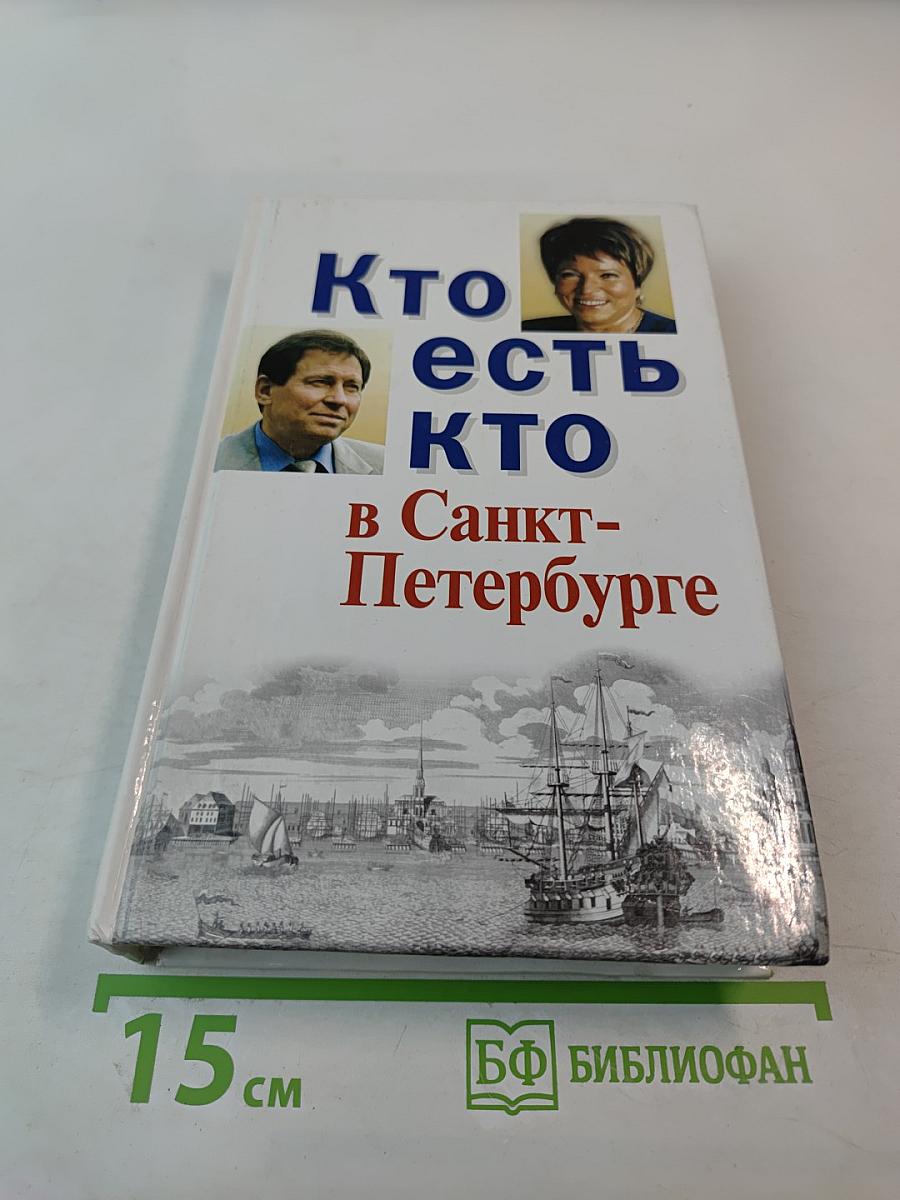 Кто
есть
кто
в Санкт-
Петербурге
15 см
БФ БИБЛИОФАН